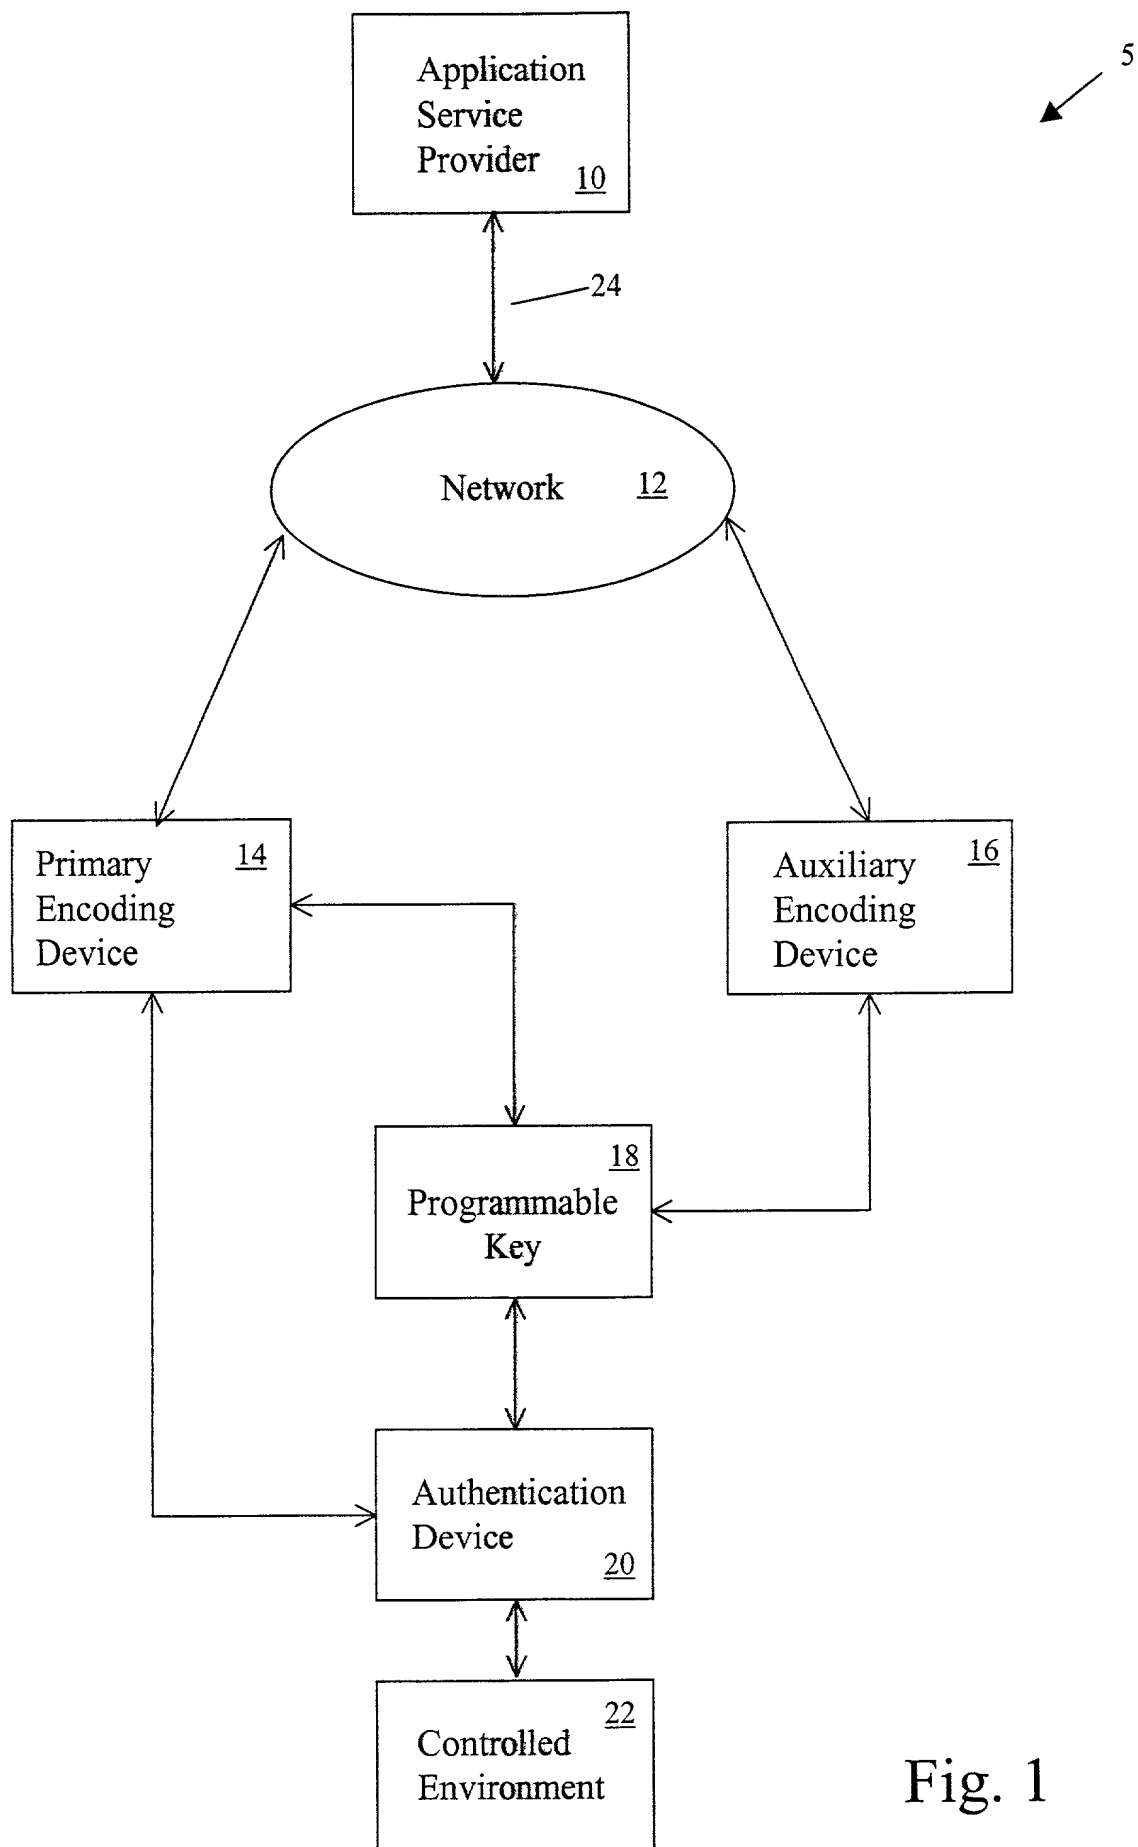 5
Application
Service
Provider 10
24
Network 12
Primary 14
Encoding
Device
Auxiliary 16
Encoding
Device
18
Programmable
Key
Authentication
Device
20
22
Controlled
Environment
Fig. 1